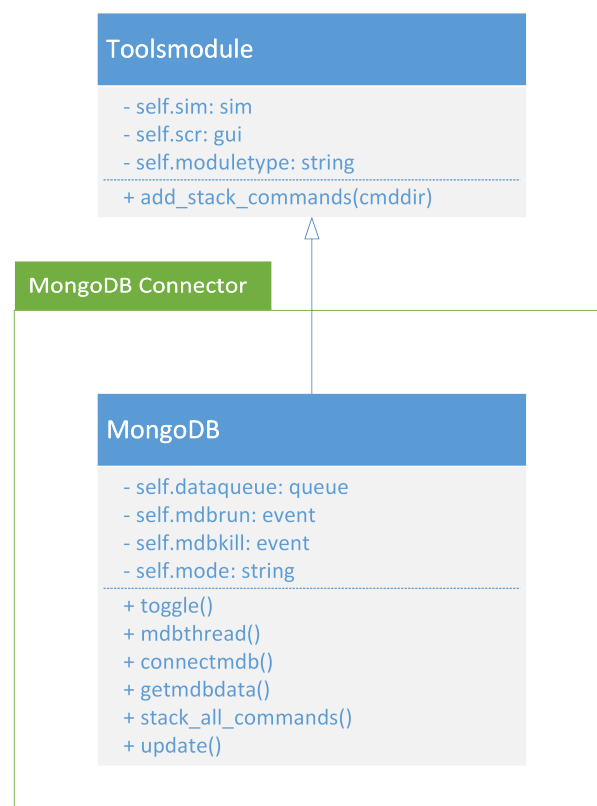 Toolsmodule
- self.sim: sim
- self.scr: gui
- self.moduletype: string
+ add_stack_commands(cmddir)
MongoDB Connector
MongoDB
- self.dataqueue: queue
- self.mdbrun: event
- self.mdbkill: event
- self.mode: string
+ toggle()
+ mdbthread()
+ connectmdb()
+ getmdbdata()
+ stack_all_commands()
+ update()